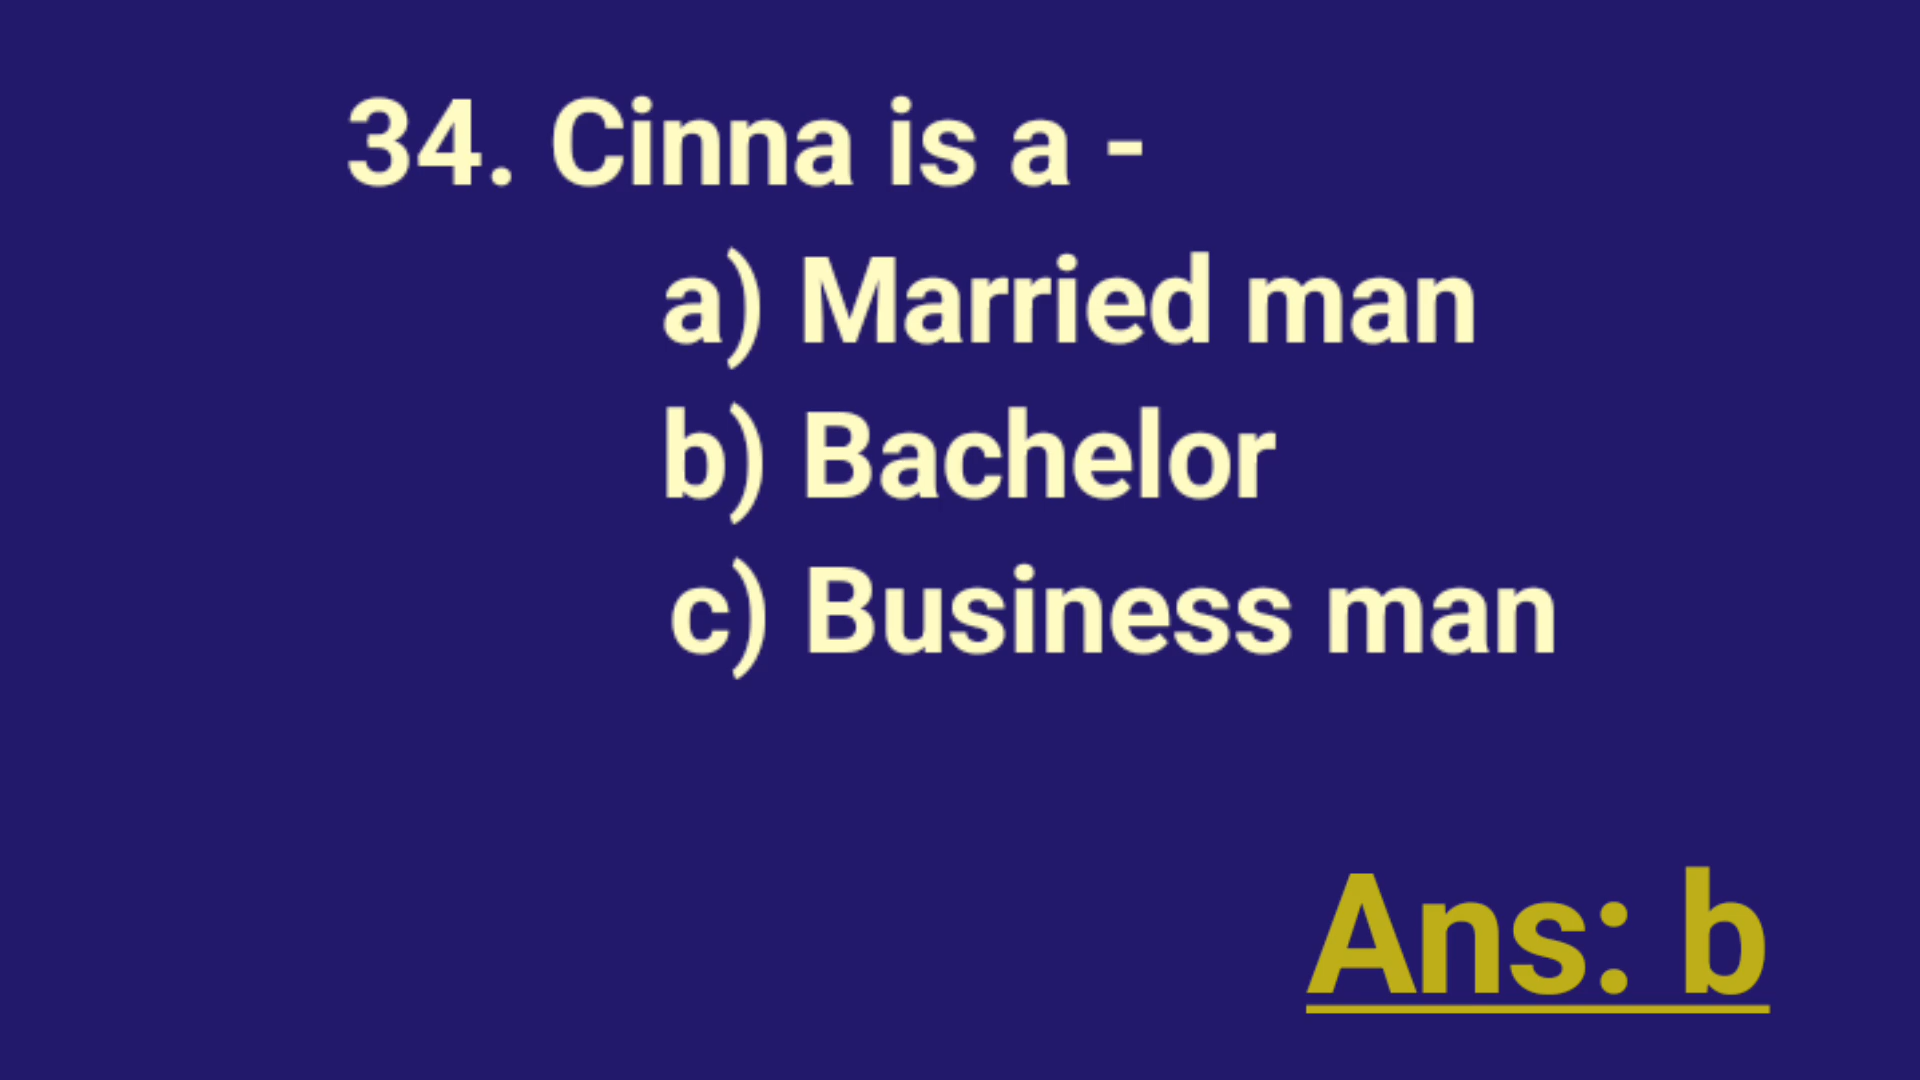 34. Cinna is a -
a) Married man
b) Bachelor
c) Business man
Ans: b